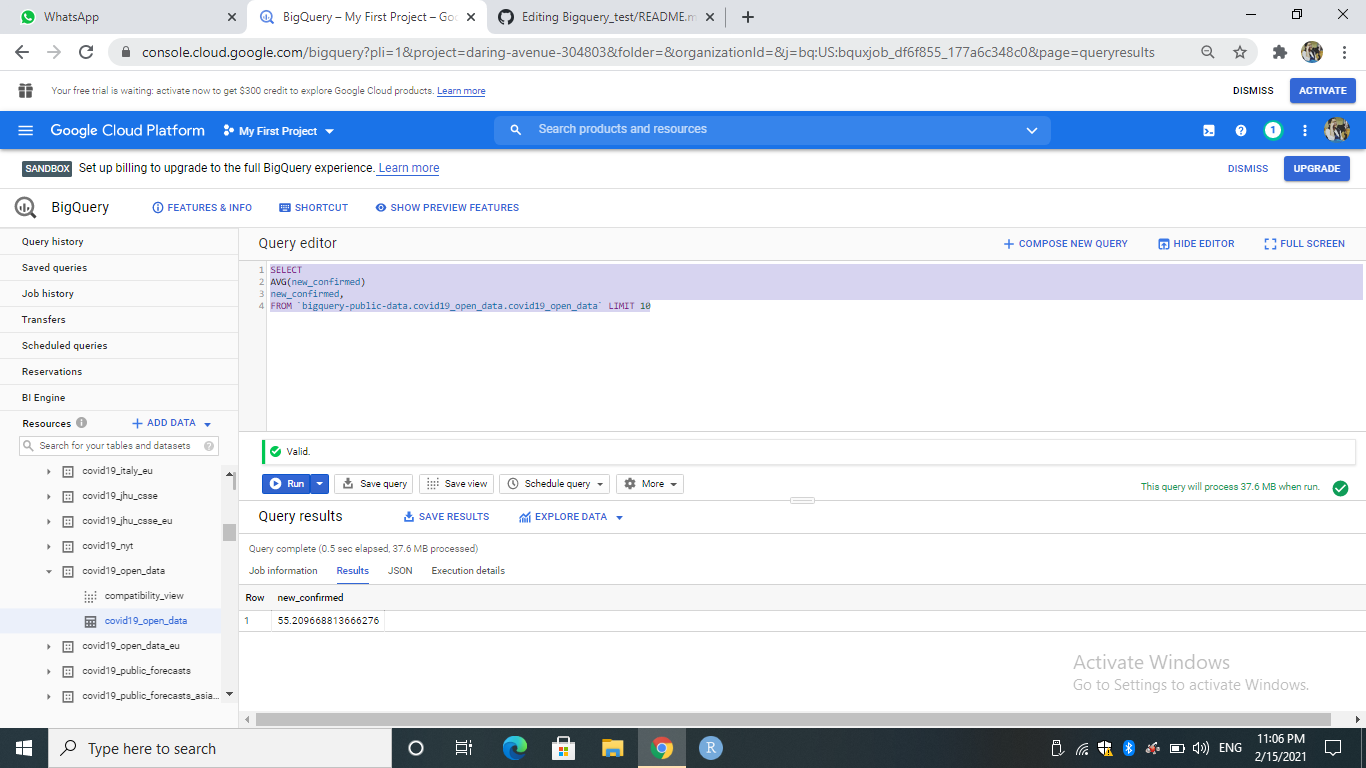 WhatsApp
BigQuery – My First Project – Goo
Editing Bigquery_test/README.m
console.cloud.google.com/bigquery?pli=1&project=daring-avenue-304803&folder=&organizationId=&j=bq:US:bquxjob_df6f855_177a6c348c0&page=queryresults
Your free trial is waiting: activate now to get $300 credit to explore Google Cloud products. Learn more
DISMISS
ACTIVATE
Google Cloud Platform
My First Project
Search products and resources
1
SANDBOX Set up billing to upgrade to the full BigQuery experience. Learn more
DISMISS
UPGRADE
BigQuery
FEATURES & INFO
SHORTCUT
SHOW PREVIEW FEATURES
Query history
Saved queries
Job history
Transfers
Scheduled queries
Reservations
BI Engine
Resources
ADD DATA
Search for your tables and datasets
covid19_italy_eu
covid19_jhu_csse
covid19_jhu_csse_eu
covid19_nyt
covid19_open_data
compatibility_view
covid19_open_data
covid19_open_data_eu
covid19_public_forecasts
covid19_public_forecasts_asia...
Query editor
COMPOSE NEW QUERY
HIDE EDITOR
FULL SCREEN
1 SELECT
2 AVG(new_confirmed)
3 new_confirmed,
4 FROM `bigquery-public-data.covid19_open_data.covid19_open_data` LIMIT 10
Valid.
Run
Save query
Save view
Schedule query
More
This query will process 37.6 MB when run.
Query results
SAVE RESULTS
EXPLORE DATA
Query complete (0.5 sec elapsed, 37.6 MB processed)
Job information
Results
JSON
Execution details
Row new_confirmed
1 55.209668813666276
Activate Windows
Go to Settings to activate Windows.
Type here to search
R
ENG
11:06 PM
2/15/2021